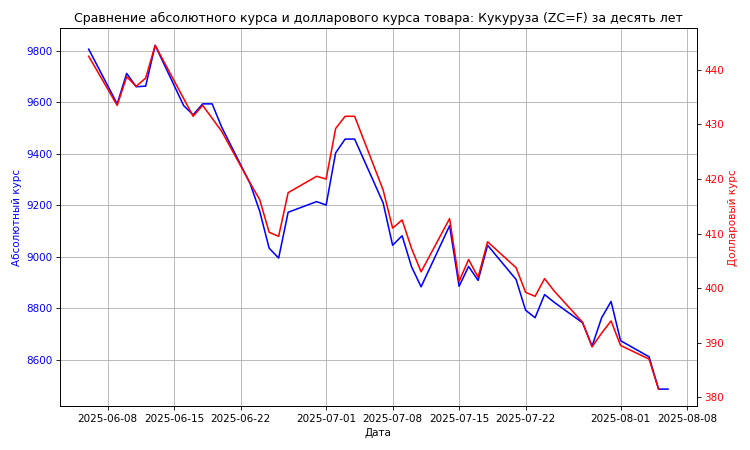 Сравнение абсолютного курса и долларового курса товара: Кукуруза (ZC=F) за десять лет
Абсолютный курс
9800
9600
9400
9200
9000
8800
8600
440
430
420
410
400
390
380
Долларовый курс
2025-06-08 2025-06-15 2025-06-22 2025-07-01 2025-07-08 2025-07-15 2025-07-22 2025-08-01 2025-08-08
Дата